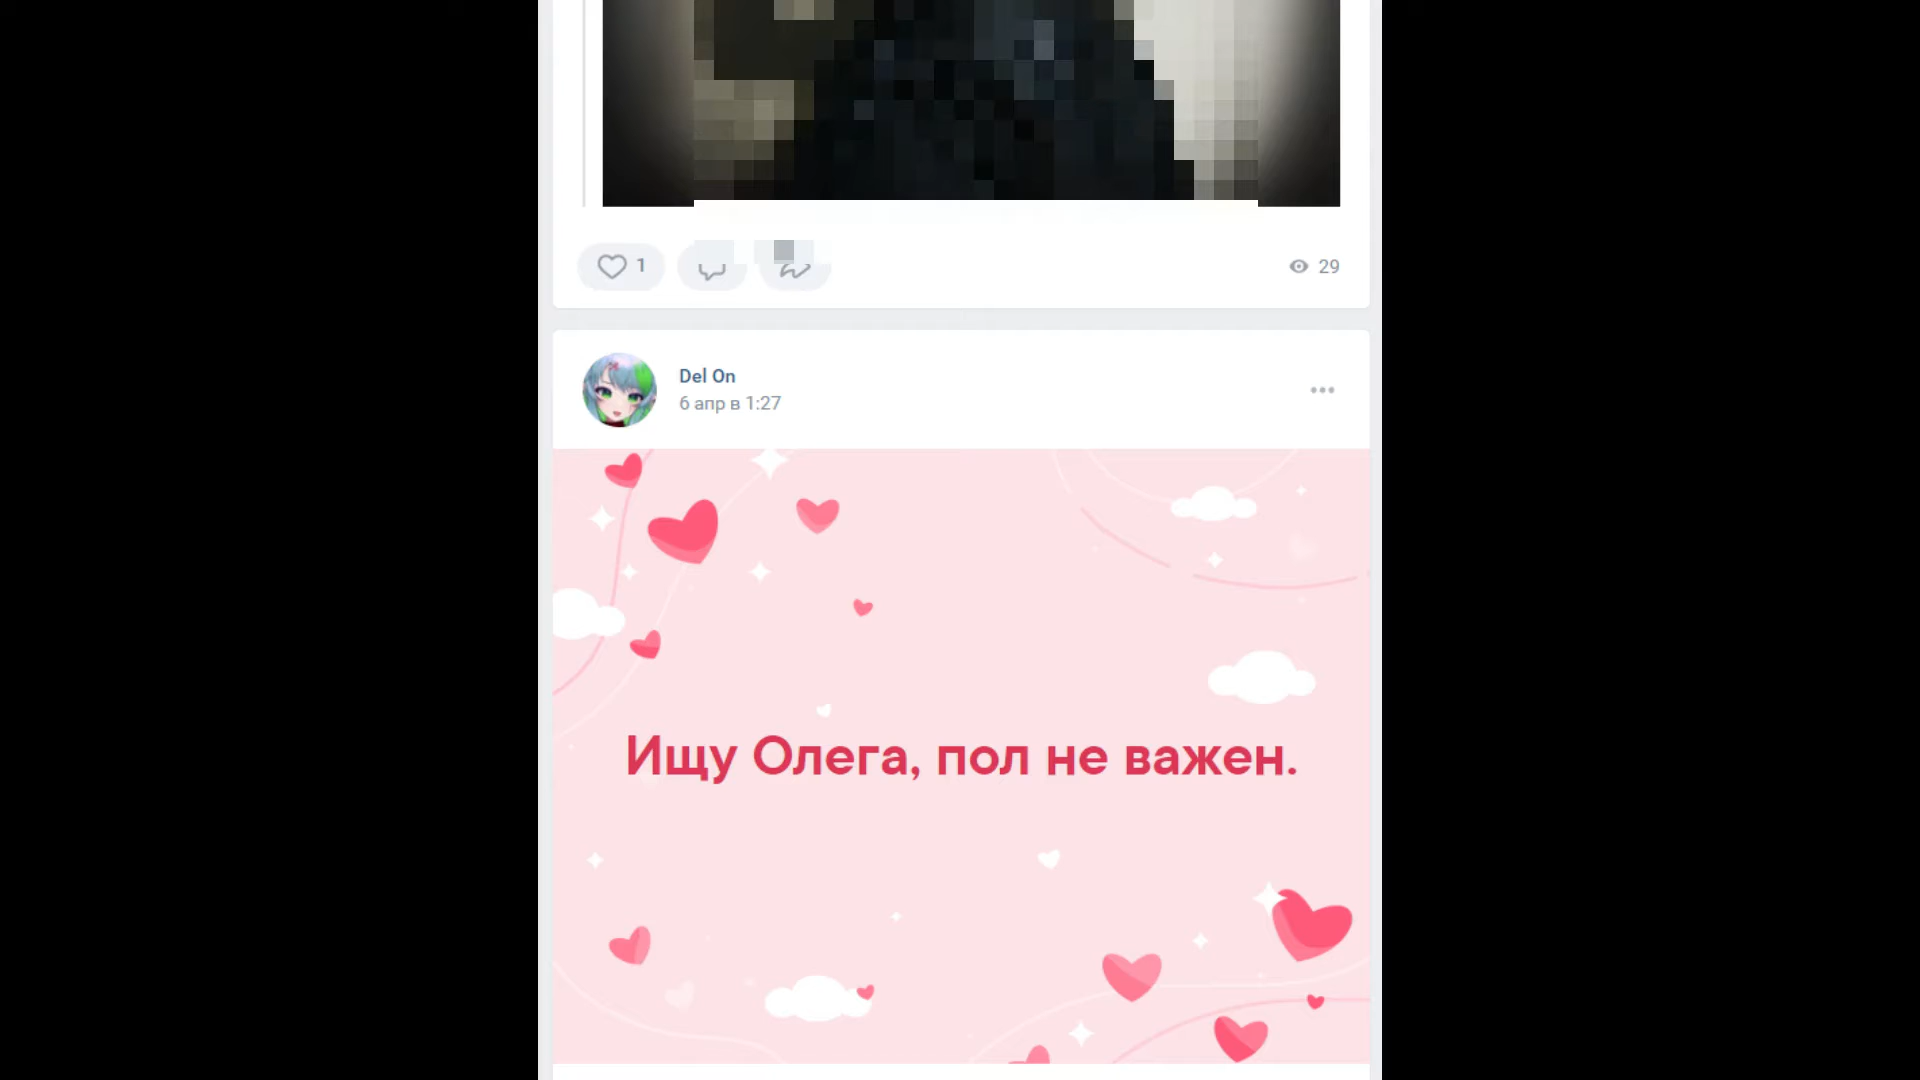 1
29
Del On
6 апр в 1:27
Ищу Олега, пол не важен.